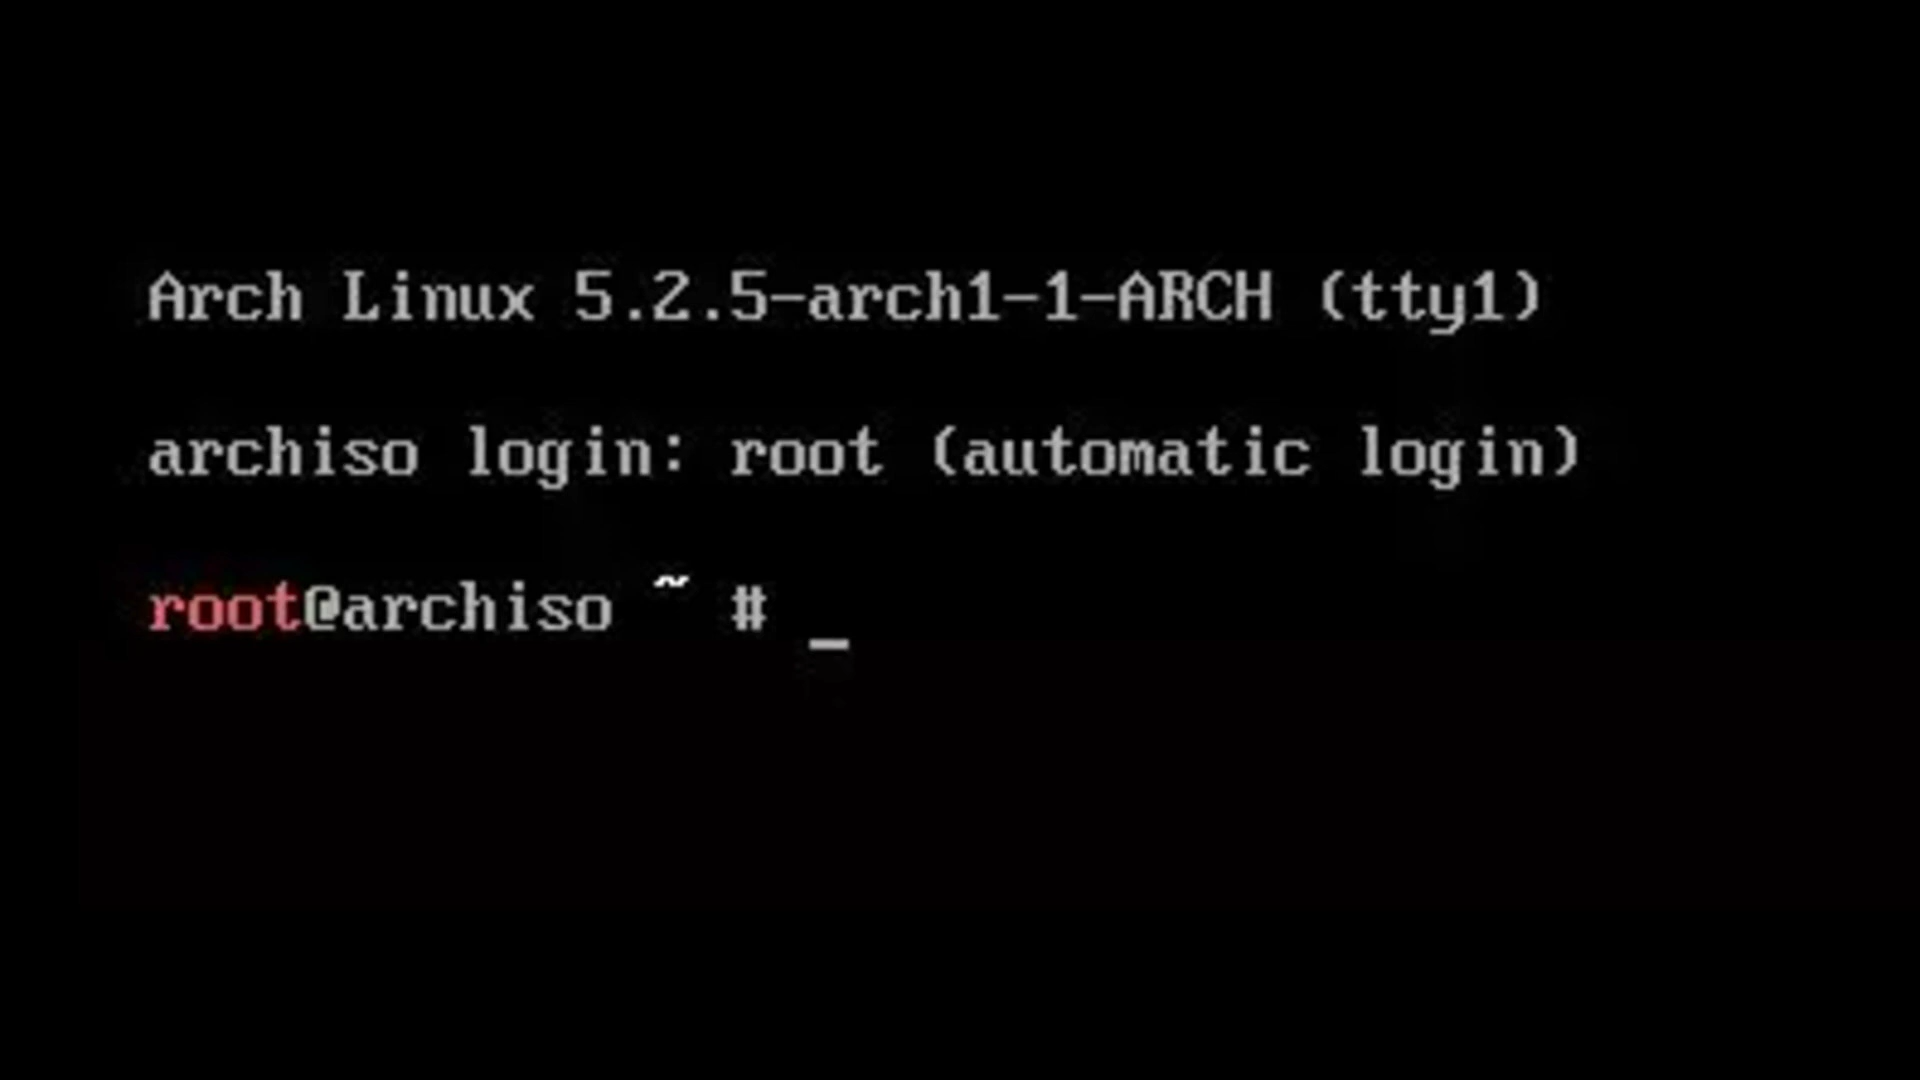 Arch Linux 5.2.5-arch1-1-ARCH (tty1)
archiso login: root (automatic login)
root@archiso ~ # _